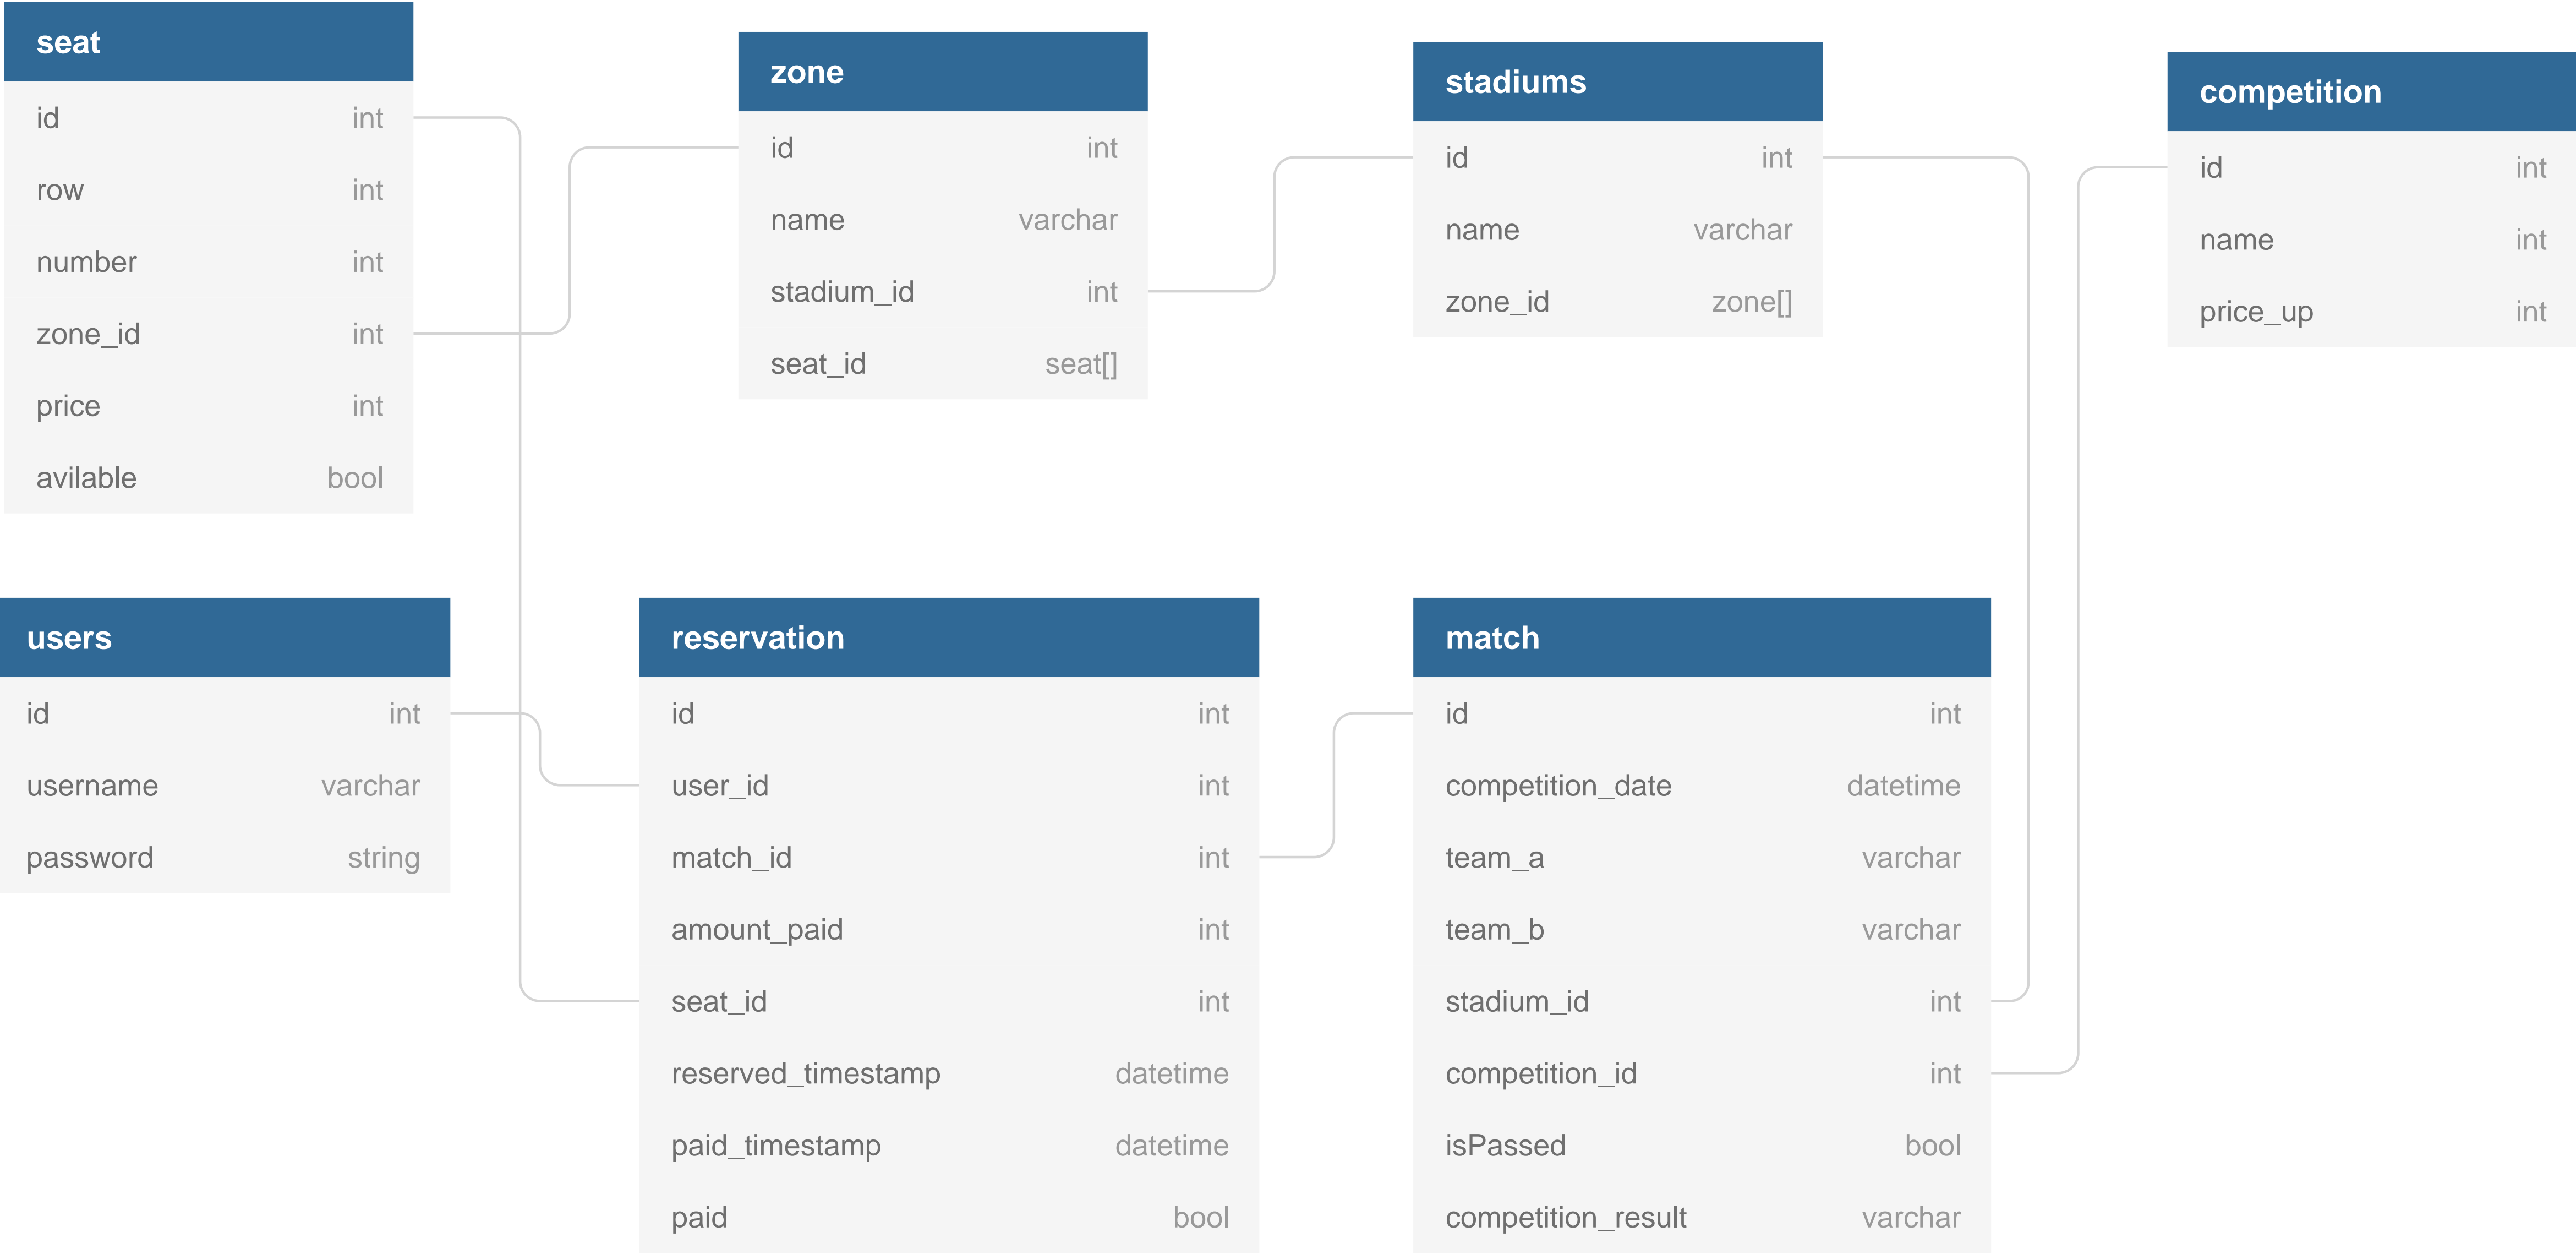 seat
id int
row int
number int
zone_id int
price int
avilable bool
zone
id int
name varchar
stadium_id int
seat_id seat[]
stadiums
id int
name varchar
zone_id zone[]
competition
id int
name int
price_up int
users
id int
username varchar
password string
reservation
id int
user_id int
match_id int
amount_paid int
seat_id int
reserved_timestamp datetime
paid_timestamp datetime
paid bool
match
id int
competition_date datetime
team_a varchar
team_b varchar
stadium_id int
competition_id int
isPassed bool
competition_result varchar